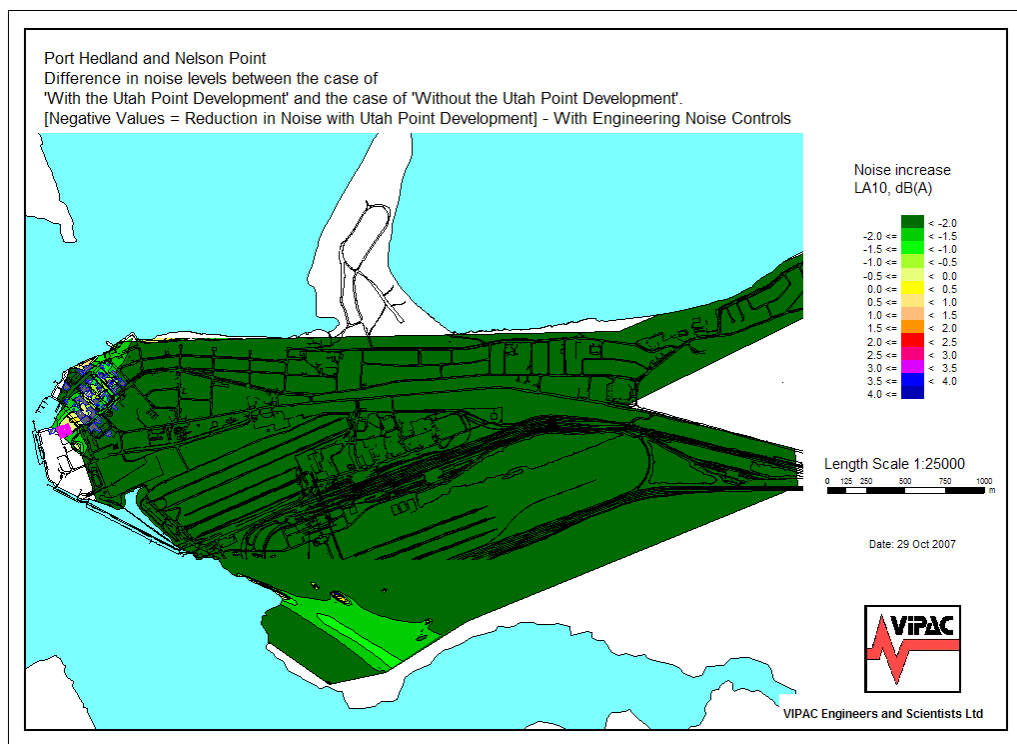 Port Hedland and Nelson Point
Difference in noise levels between the case of
'With the Utah Point Development' and the case of 'Without the Utah Point Development'.
[Negative Values = Reduction in Noise with Utah Point Development] - With Engineering Noise Controls
Noise increase
LA10, dB(A)
< -2.0
-2.0 <= < -1.5
-1.5 <= < -1.0
-1.0 <= < -0.5
-0.5 <= < 0.0
0.0 <= < 0.5
0.5 <= < 1.0
1.0 <= < 1.5
1.5 <= < 2.0
2.0 <= < 2.5
2.5 <= < 3.0
3.0 <= < 3.5
3.5 <= < 4.0
4.0 <=
Length Scale 1:25000
0 125 250 500 750 1000
m
Date: 29 Oct 2007
ViPAC
VIPAC Engineers and Scientists Ltd